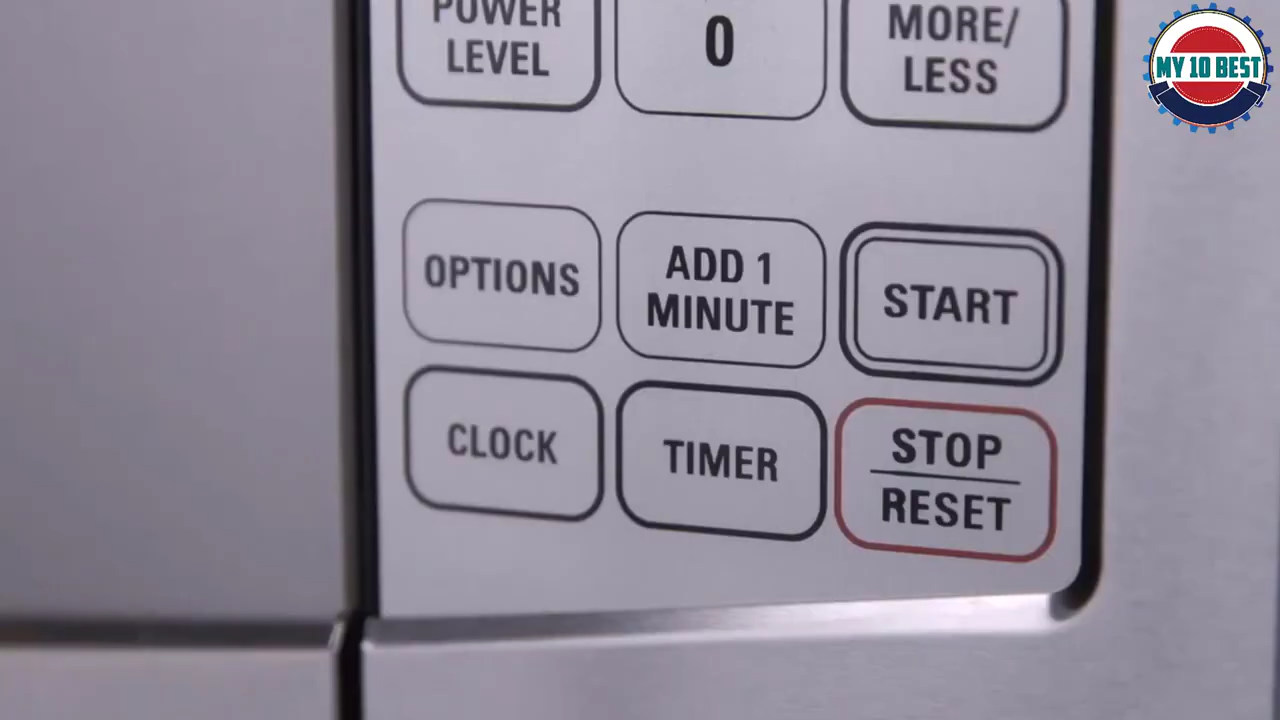 POWER
LEVEL
0
MORE/
LESS
MY 10 BEST
OPTIONS
ADD 1
MINUTE
START
CLOCK
TIMER
STOP
RESET